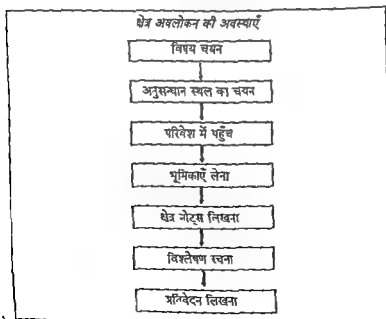 क्षेत्र अवलोकन की अवस्थाएँ
विषय चयन
अनुसन्धान स्थल का चयन
परिवेश में पहुँच
भूमिकाएँ लेना
क्षेत्र नोट्स लिखना
विश्लेषण रचना
प्रतिवेदन लिखना